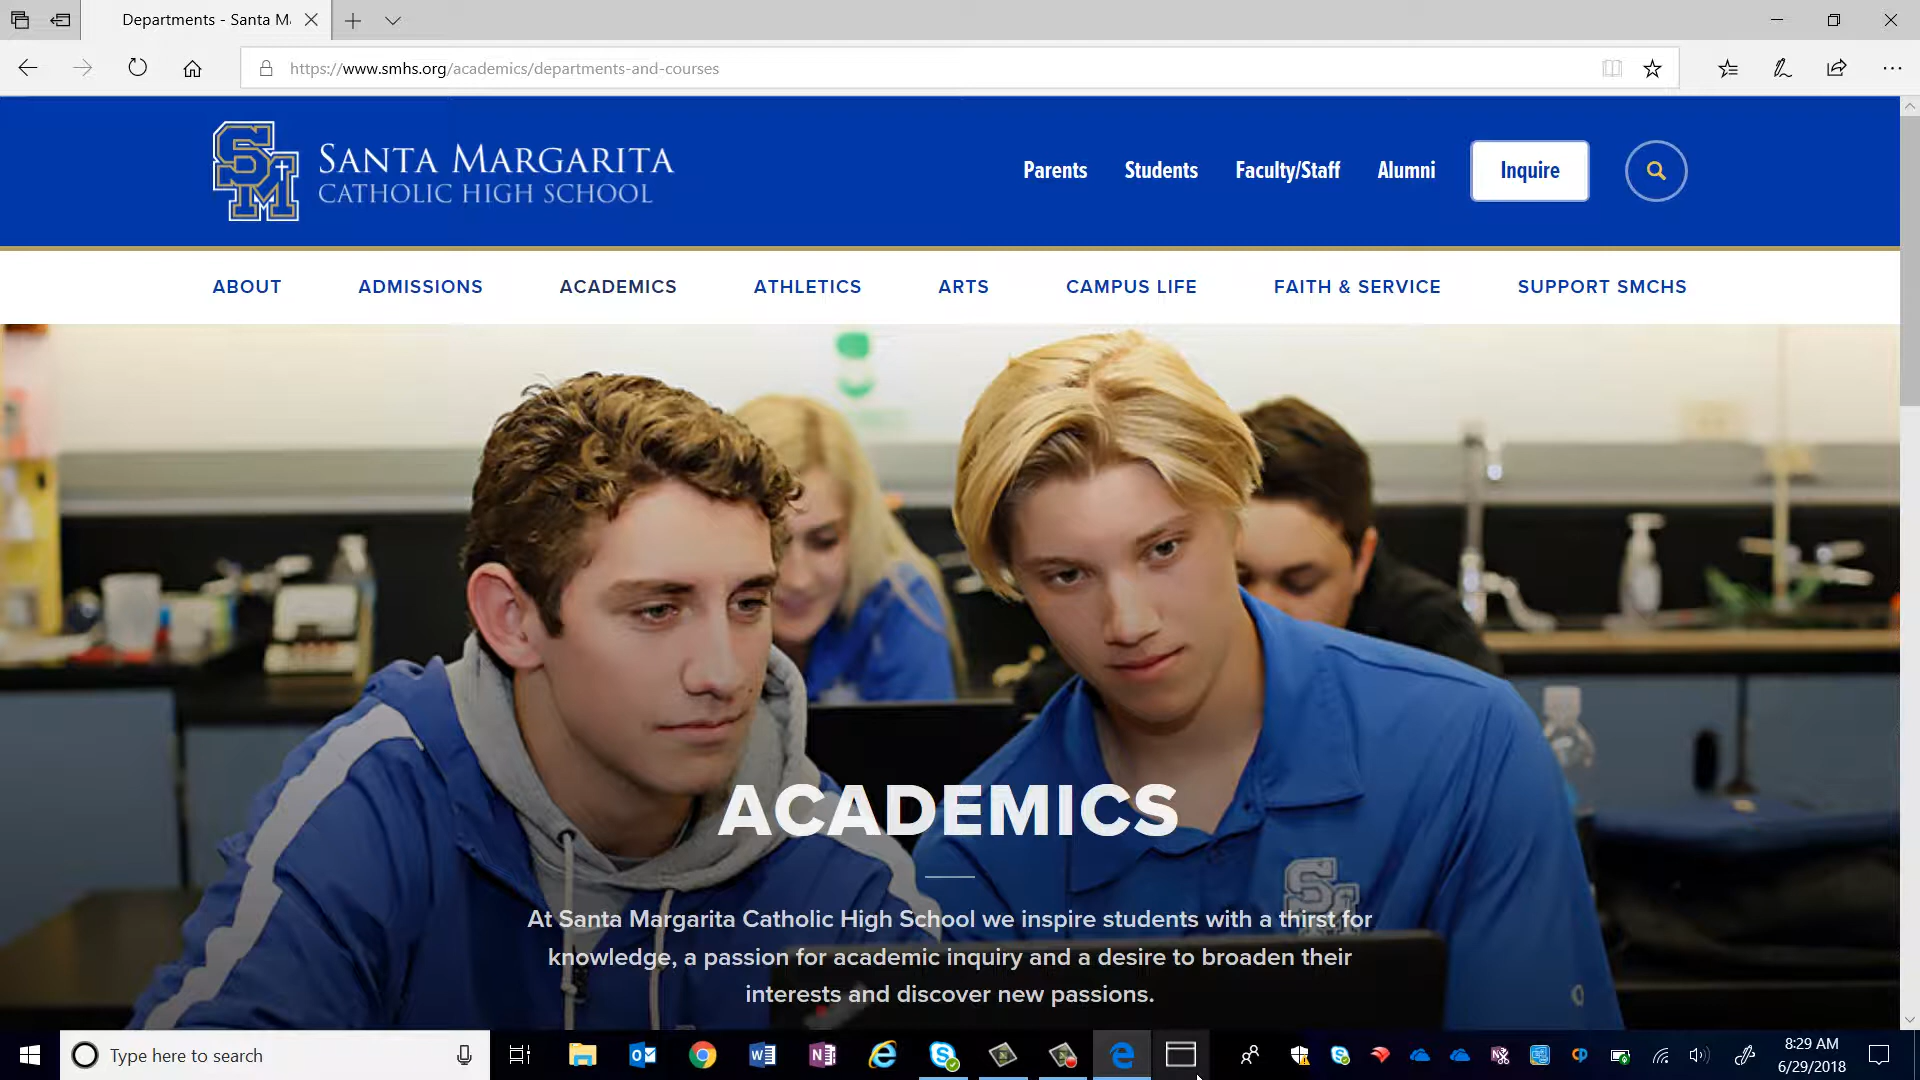 Departments - Santa Ma
https://www.smhs.org/academics/departments-and-courses
SM
SANTA MARGARITA
CATHOLIC HIGH SCHOOL
Parents
Students
Faculty/Staff
Alumni
Inquire
ABOUT
ADMISSIONS
ACADEMICS
ATHLETICS
ARTS
CAMPUS LIFE
FAITH & SERVICE
SUPPORT SMCHS
SM
ACADEMICS
At Santa Margarita Catholic High School we inspire students with a thirst for
knowledge, a passion for academic inquiry and a desire to broaden their
interests and discover new passions.
Type here to search
8:29 AM
6/29/2018